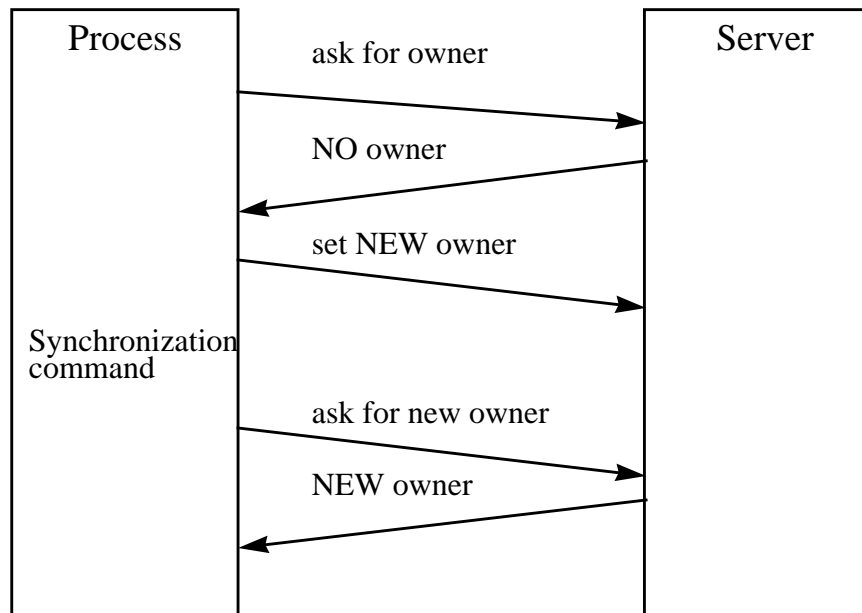 Process
Server
ask for owner
NO owner
set NEW owner
Synchronization
command
ask for new owner
NEW owner